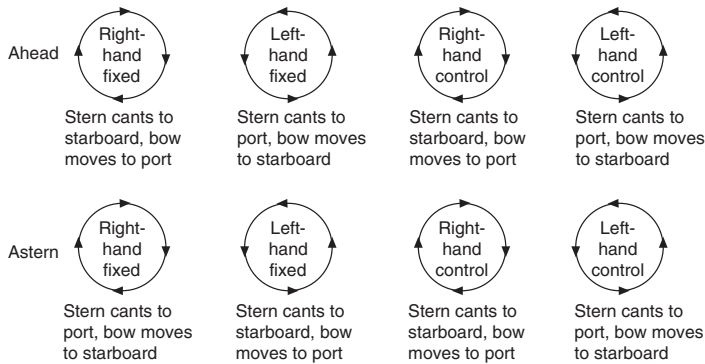 Ahead
Right-
hand
fixed
Left-
hand
fixed
Right-
hand
control
Left-
hand
control
Stern cants to
starboard, bow
moves to port
Stern cants to
port, bow moves
to starboard
Stern cants to
starboard, bow
moves to port
Stern cants to
port, bow moves
to starboard
Astern
Right-
hand
fixed
Left-
hand
fixed
Right-
hand
control
Left-
hand
control
Stern cants to
port, bow moves
to starboard
Stern cants to
starboard, bow
moves to port
Stern cants to
starboard, bow
moves to port
Stern cants to
port, bow moves
to starboard